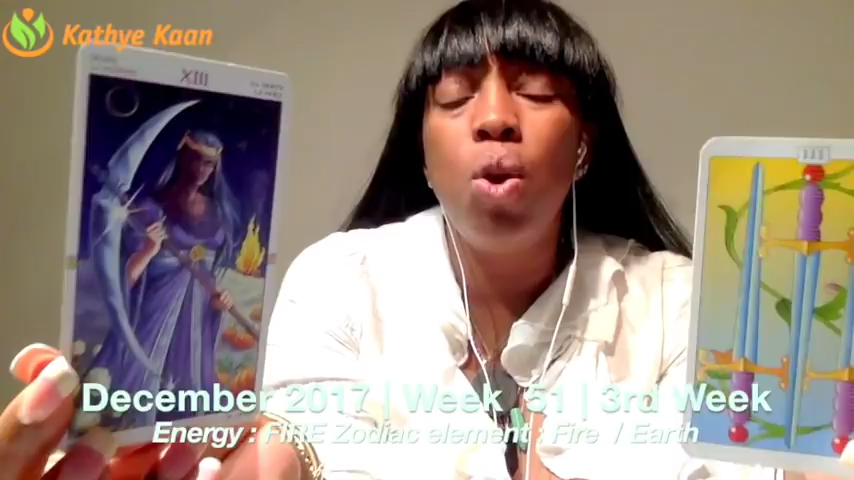 Kathye Kaan
XIII
III
December 2017 | Week 51 | 3rd Week
Energy : FIRE Zodiac element : Fire / Earth